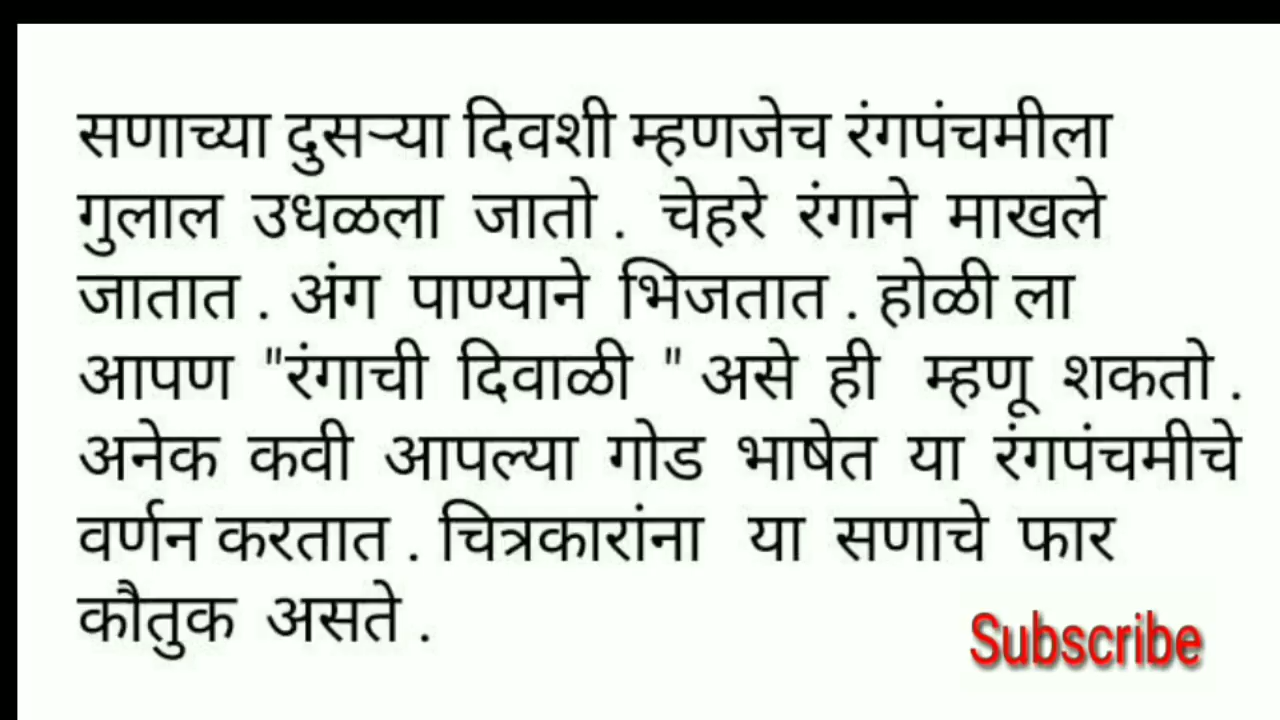 सणाच्या दुसऱ्या दिवशी म्हणजेच रंगपंचमीला
गुलाल उधळला जातो . चेहरे रंगाने माखले
जातात . अंग पाण्याने भिजतात . होळी ला
आपण "रंगाची दिवाळी " असे ही म्हणू शकतो .
अनेक कवी आपल्या गोड भाषेत या रंगपंचमीचे
वर्णन करतात . चित्रकारांना या सणाचे फार
कौतुक असते .
Subscribe